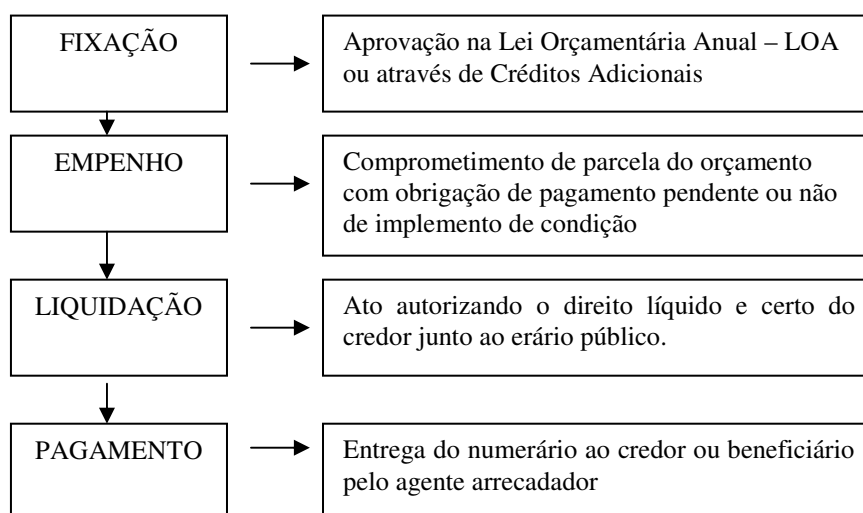 FIXAÇÃO
Aprovação na Lei Orçamentária Anual – LOA
ou através de Créditos Adicionais
EMPENHO
Comprometimento de parcela do orçamento
com obrigação de pagamento pendente ou não
de implemento de condição
LIQUIDAÇÃO
Ato autorizando o direito líquido e certo do
credor junto ao erário público.
PAGAMENTO
Entrega do numerário ao credor ou beneficiário
pelo agente arrecadador